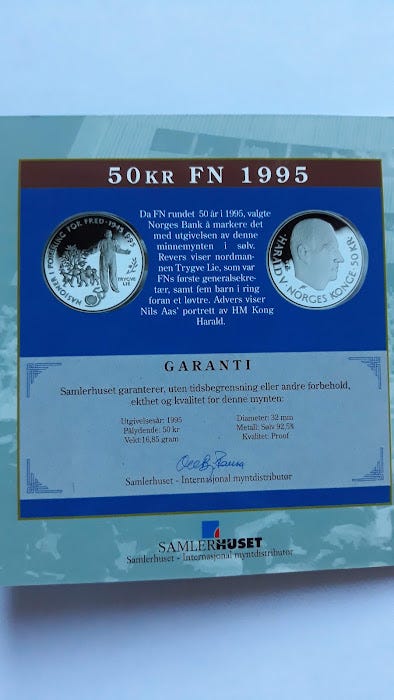 50 KR FN 1995
Da FN rundet 50 år i 1995, valgte
Norges Bank å markere det
med utgivelsen av denne
minnemynten i sølv.
Revers viser nordman-
nen Trygve Lie, som var
FNs første generalsekre-
tær, samt fem barn i ring
foran et løvtre. Advers viser
Nils Aas' portrett av HM Kong
Harald.
NASJONER I FORENING FOR FRED · 1945 1995
TRYGVE
LIE
HARALD V · NORGES KONGE 50 KR.
GARANTI
Samlerhuset garanterer, uten tidsbegrensning eller andre forbehold,
ekthet og kvalitet for denne mynten:
Utgivelsesår: 1995
Pålydende: 50 kr
Vekt: 16,85 gram
Diameter: 32 mm
Metall: Sølv 92,5%
Kvalitet: Proof
Samlerhuset - Internasjonal myntdistributør
SAMLERHUSET
Samlerhuset - Internasjonal myntdistributør